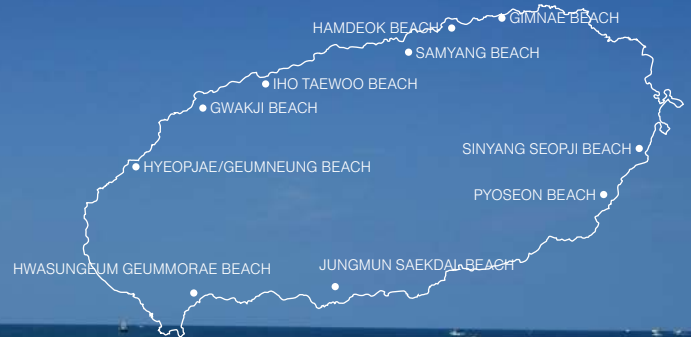 GIMNAE BEACH
HAMDEOK BEACH
SAMYANG BEACH
IHO TAEWOO BEACH
GWAKJI BEACH
SINYANG SEOPJI BEACH
HYEOPJAE/GEUMNEUNG BEACH
PYOSEON BEACH
JUNGMUN SAEKDAL BEACH
HWASUNGEUM GEUMMORAE BEACH